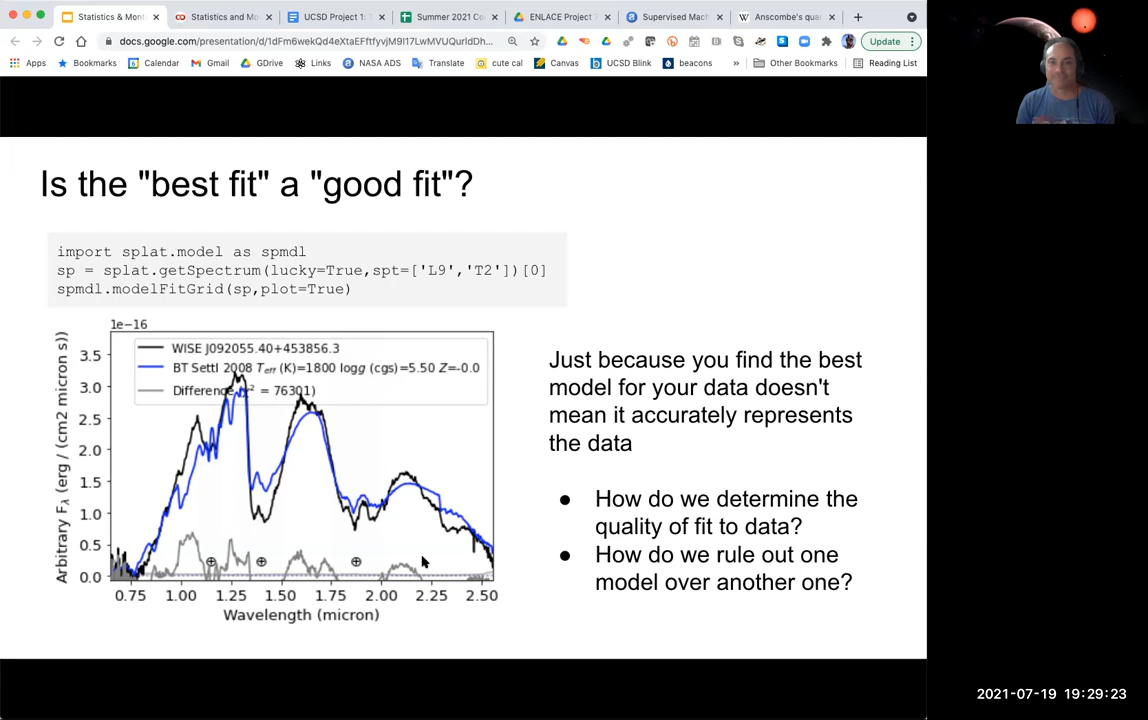 Statistics & Mont
Statistics and Mo
UCSD Project 1: T
Summer 2021 Co
ENLACE Project 7
Supervised Mach
Anscombe's qua
docs.google.com/presentation/d/1dFm6wekQd4eXtaEFftfyvjM9I17LwMVUQurldDh...
Update
Apps
Bookmarks
Calendar
Gmail
GDrive
Links
NASA ADS
Translate
cute cal
Canvas
UCSD Blink
beacons
»
Other Bookmarks
Reading List
Is the "best fit" a "good fit"?
import splat.model as spmdl
sp = splat.getSpectrum(lucky=True,spt=['L9','T2'])[0]
spmdl.modelFitGrid(sp,plot=True)
1e−16
WISE J092055.40+453856.3
BT Settl 2008 Teff (K)=1800 logg (cgs)=5.50 Z=-0.0
Difference (χ² = 76301)
3.5
3.0
2.5
2.0
1.5
1.0
0.5
0.0
Arbitrary Fλ (erg / (cm2 micron s))
0.75 1.00 1.25 1.50 1.75 2.00 2.25 2.50
Wavelength (micron)
Just because you find the best
model for your data doesn't
mean it accurately represents
the data
● How do we determine the
quality of fit to data?
● How do we rule out one
model over another one?
2021-07-19 19:29:23